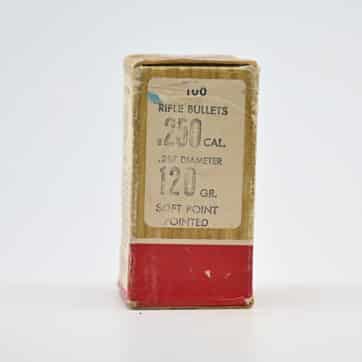 100
RIFLE BULLETS
.250 CAL.
.257 DIAMETER
120 GR.
SOFT POINT
POINTED